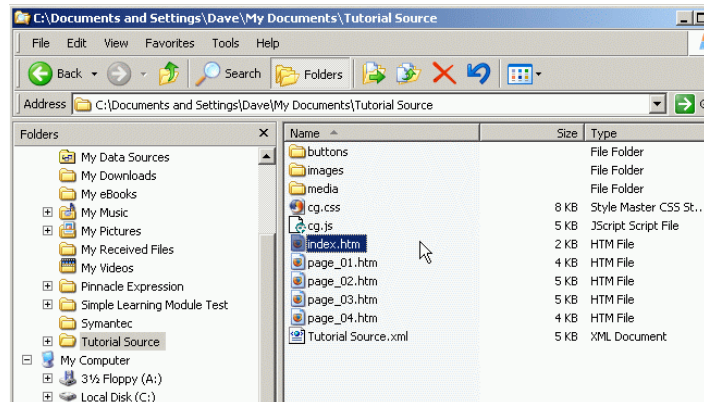 C:\Documents and Settings\Dave\My Documents\Tutorial Source
File Edit View Favorites Tools Help
Back Search Folders
Address C:\Documents and Settings\Dave\My Documents\Tutorial Source
Folders
My Data Sources
My Downloads
My eBooks
My Music
My Pictures
My Received Files
My Videos
Pinnacle Expression
Simple Learning Module Test
Symantec
Tutorial Source
My Computer
3½ Floppy (A:)
Local Disk (C:)
Name Size Type
buttons File Folder
images File Folder
media File Folder
cg.css 8 KB Style Master CSS St..
cg.js 5 KB JScript Script File
index.htm 2 KB HTM File
page_01.htm 4 KB HTM File
page_02.htm 5 KB HTM File
page_03.htm 5 KB HTM File
page_04.htm 4 KB HTM File
Tutorial Source.xml 5 KB XML Document